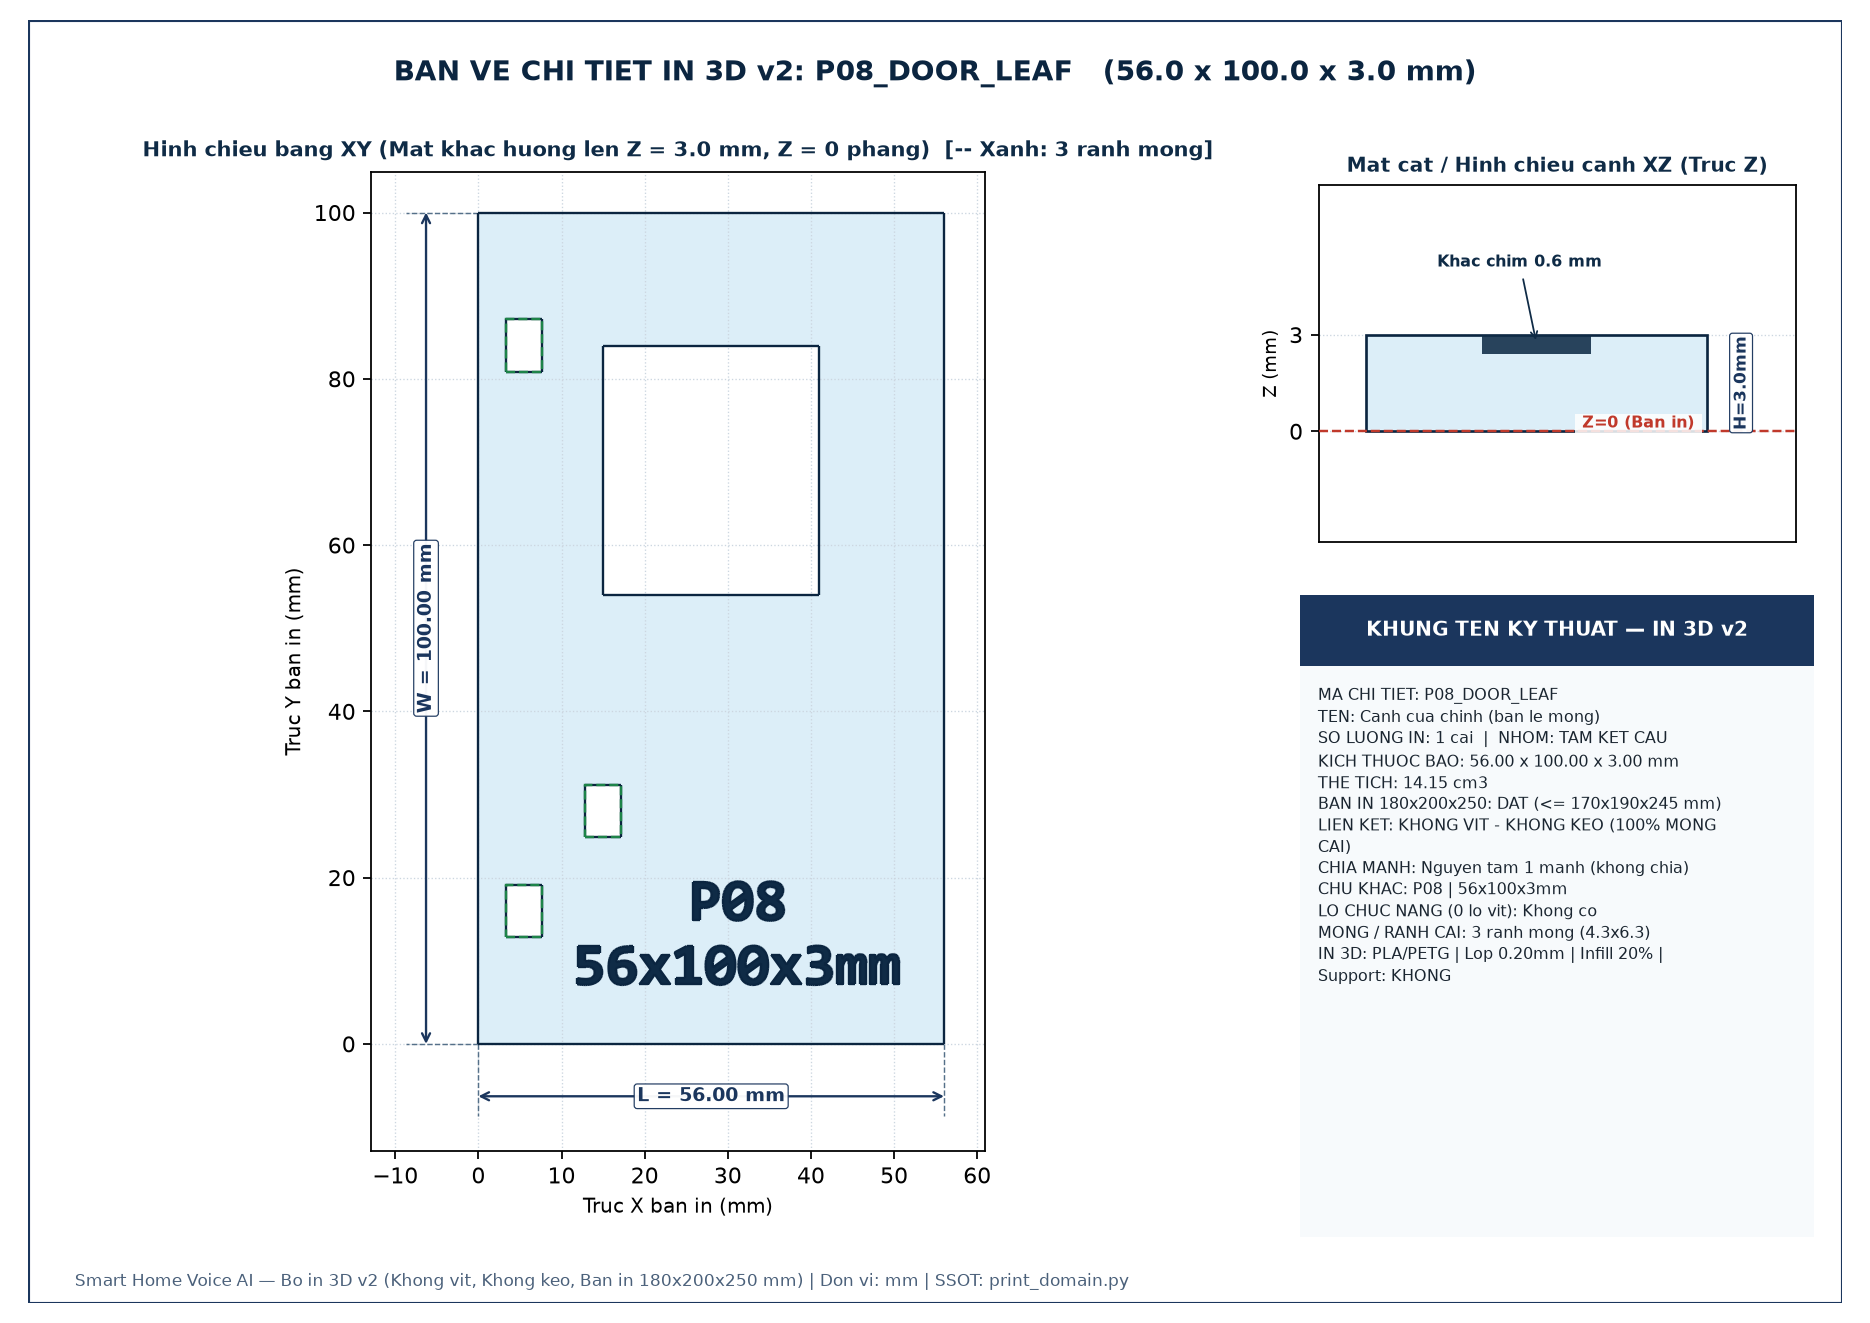 BAN VE CHI TIET IN 3D v2: P08_DOOR_LEAF (56.0 x 100.0 x 3.0 mm)
Hinh chieu bang XY (Mat khac huong len Z = 3.0 mm, Z = 0 phang) [-- Xanh: 3 ranh mong]
100
80
60
40
20
0
Truc Y ban in (mm)
W = 100.00 mm
P08
56x100x3mm
L = 56.00 mm
−10 0 10 20 30 40 50 60
Truc X ban in (mm)
Mat cat / Hinh chieu canh XZ (Truc Z)
Khac chim 0.6 mm
Z (mm)
3
0
H=3.0mm
Z=0 (Ban in)
KHUNG TEN KY THUAT — IN 3D v2
MA CHI TIET: P08_DOOR_LEAF
TEN: Canh cua chinh (ban le mong)
SO LUONG IN: 1 cai | NHOM: TAM KET CAU
KICH THUOC BAO: 56.00 x 100.00 x 3.00 mm
THE TICH: 14.15 cm3
BAN IN 180x200x250: DAT (<= 170x190x245 mm)
LIEN KET: KHONG VIT - KHONG KEO (100% MONG
CAI)
CHIA MANH: Nguyen tam 1 manh (khong chia)
CHU KHAC: P08 | 56x100x3mm
LO CHUC NANG (0 lo vit): Khong co
MONG / RANH CAI: 3 ranh mong (4.3x6.3)
IN 3D: PLA/PETG | Lop 0.20mm | Infill 20% |
Support: KHONG
Smart Home Voice AI — Bo in 3D v2 (Khong vit, Khong keo, Ban in 180x200x250 mm) | Don vi: mm | SSOT: print_domain.py